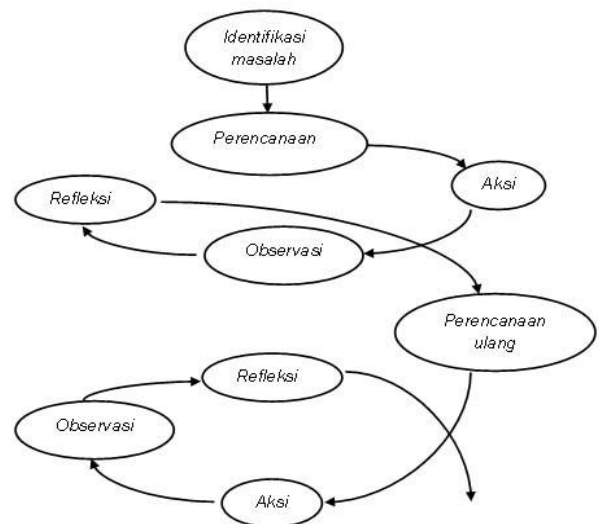 Identifikasi
masalah
Perencanaan
Aksi
Refleksi
Observasi
Perencanaan
ulang
Refleksi
Observasi
Aksi